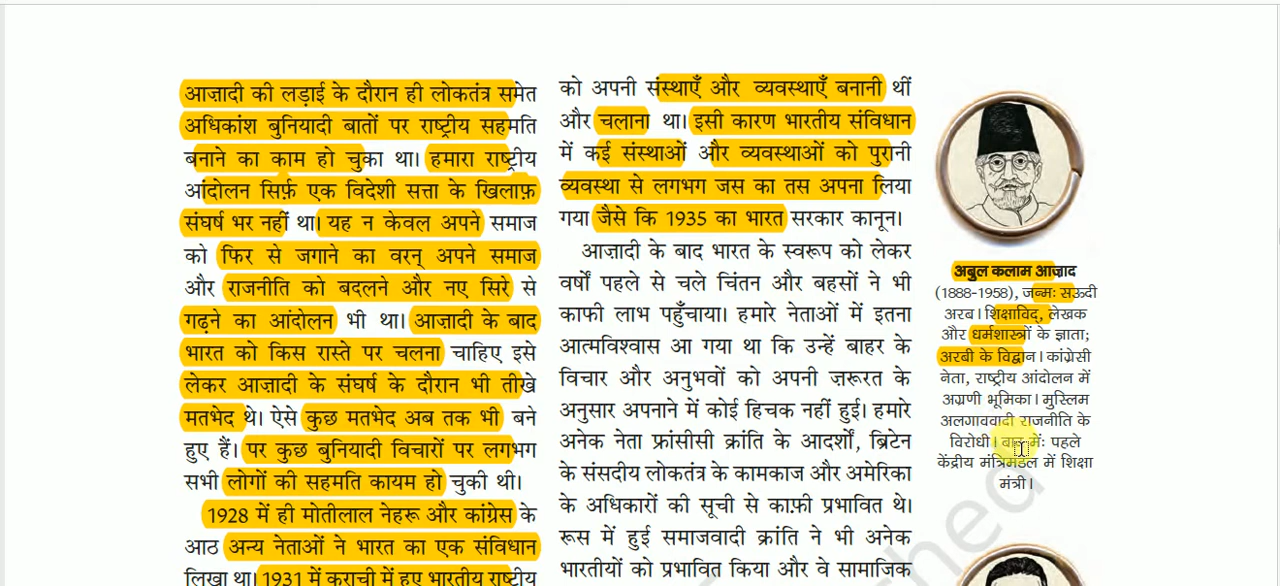 आज़ादी की लड़ाई के दौरान ही लोकतंत्र समेत
अधिकांश बुनियादी बातों पर राष्ट्रीय सहमति
बनाने का काम हो चुका था। हमारा राष्ट्रीय
आंदोलन सिर्फ़ एक विदेशी सत्ता के खिलाफ़
संघर्ष भर नहीं था। यह न केवल अपने समाज
को फिर से जगाने का वरन् अपने समाज
और राजनीति को बदलने और नए सिरे से
गढ़ने का आंदोलन भी था। आज़ादी के बाद
भारत को किस रास्ते पर चलना चाहिए इसे
लेकर आज़ादी के संघर्ष के दौरान भी तीखे
मतभेद थे। ऐसे कुछ मतभेद अब तक भी बने
हुए हैं। पर कुछ बुनियादी विचारों पर लगभग
सभी लोगों की सहमति कायम हो चुकी थी।
1928 में ही मोतीलाल नेहरू और कांग्रेस के
आठ अन्य नेताओं ने भारत का एक संविधान
लिखा था। 1931 में कराची में हुए भारतीय राष्ट्रीय
को अपनी संस्थाएँ और व्यवस्थाएँ बनानी थीं
और चलाना था। इसी कारण भारतीय संविधान
में कई संस्थाओं और व्यवस्थाओं को पुरानी
व्यवस्था से लगभग जस का तस अपना लिया
गया जैसे कि 1935 का भारत सरकार कानून।
आज़ादी के बाद भारत के स्वरूप को लेकर
वर्षों पहले से चले चिंतन और बहसों ने भी
काफी लाभ पहुँचाया। हमारे नेताओं में इतना
आत्मविश्वास आ गया था कि उन्हें बाहर के
विचार और अनुभवों को अपनी ज़रूरत के
अनुसार अपनाने में कोई हिचक नहीं हुई। हमारे
अनेक नेता फ्रांसीसी क्रांति के आदर्शों, ब्रिटेन
के संसदीय लोकतंत्र के कामकाज और अमेरिका
के अधिकारों की सूची से काफ़ी प्रभावित थे।
रूस में हुई समाजवादी क्रांति ने भी अनेक
भारतीयों को प्रभावित किया और वे सामाजिक
अबुल कलाम आज़ाद
(1888-1958), जन्मः सऊदी
अरब। शिक्षाविद्, लेखक
और धर्मशास्त्रों के ज्ञाता;
अरबी के विद्वान। कांग्रेसी
नेता, राष्ट्रीय आंदोलन में
अग्रणी भूमिका। मुस्लिम
अलगाववादी राजनीति के
विरोधी। बाद मेंः पहले
केंद्रीय मंत्रिमंडल में शिक्षा
मंत्री।